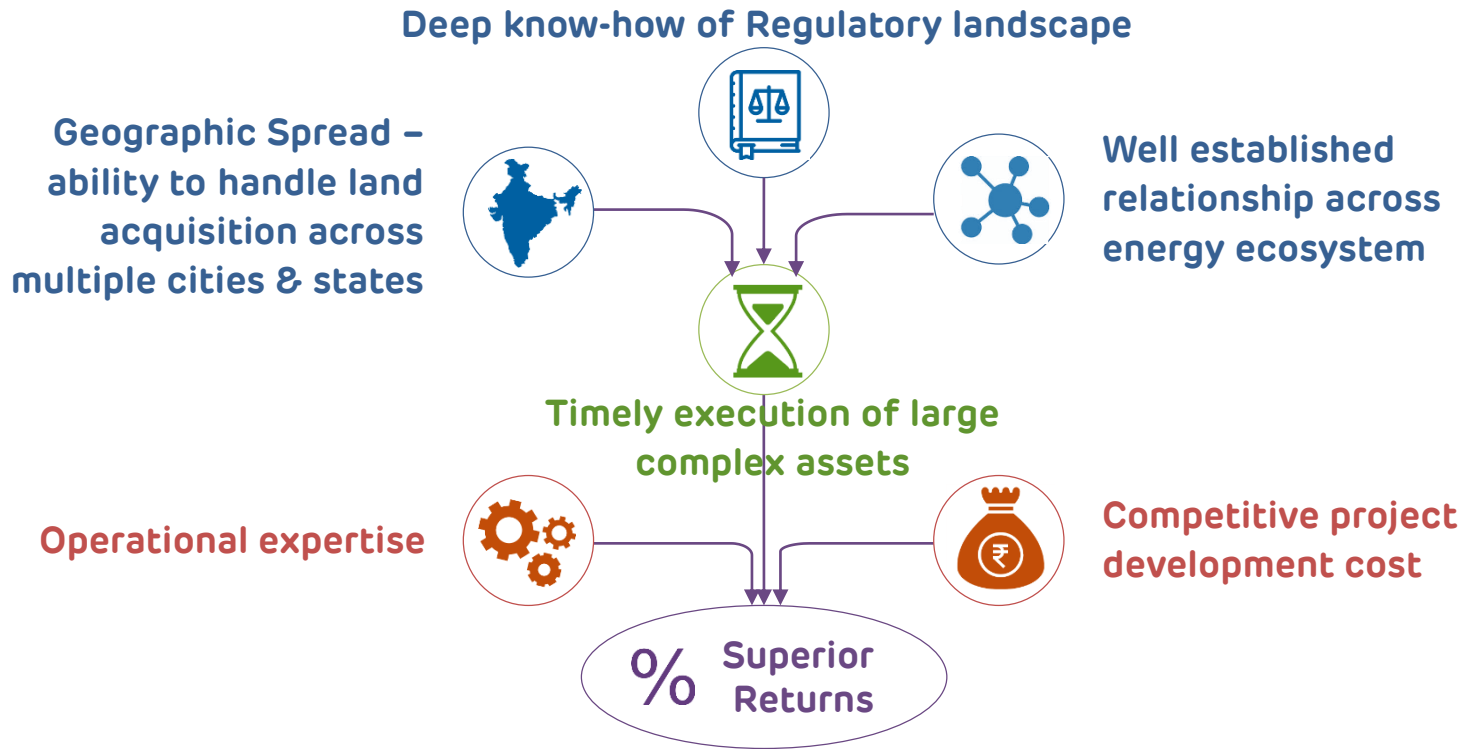 Deep know-how of Regulatory landscape
Geographic Spread –
ability to handle land
acquisition across
multiple cities & states
Well established
relationship across
energy ecosystem
Timely execution of large
complex assets
Operational expertise
₹
Competitive project
development cost
% Superior
Returns